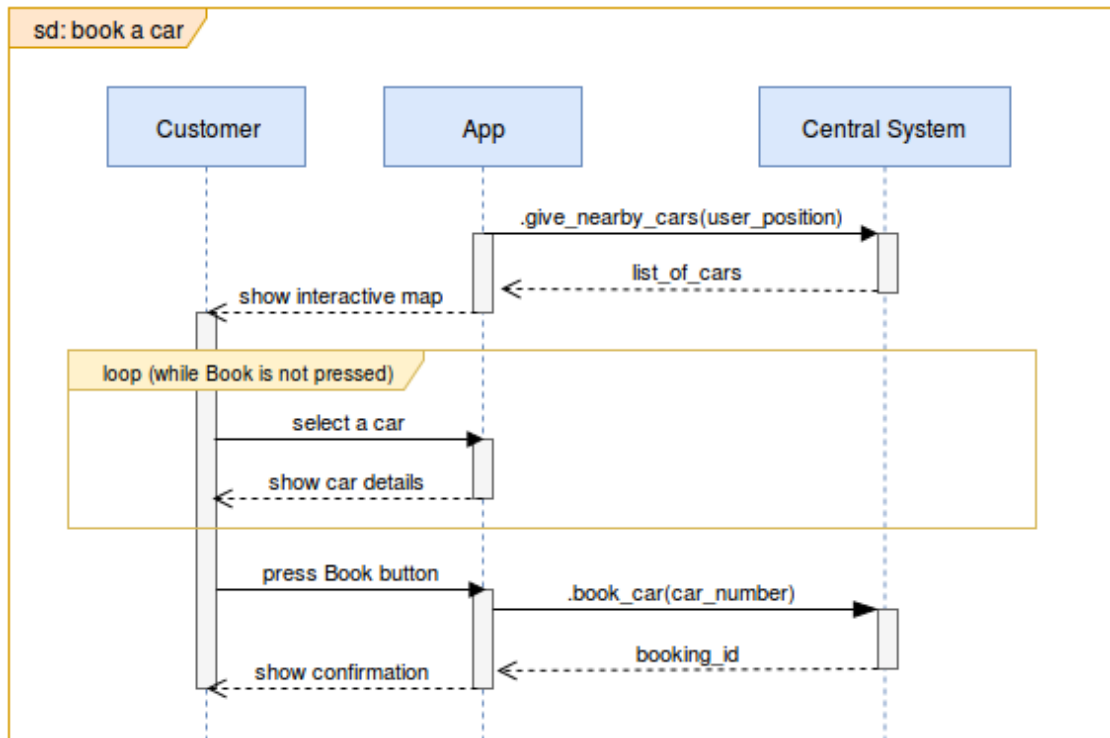 sd: book a car
Customer
App
Central System
.give_nearby_cars(user_position)
list_of_cars
show interactive map
loop (while Book is not pressed)
select a car
show car details
press Book button
.book_car(car_number)
booking_id
show confirmation